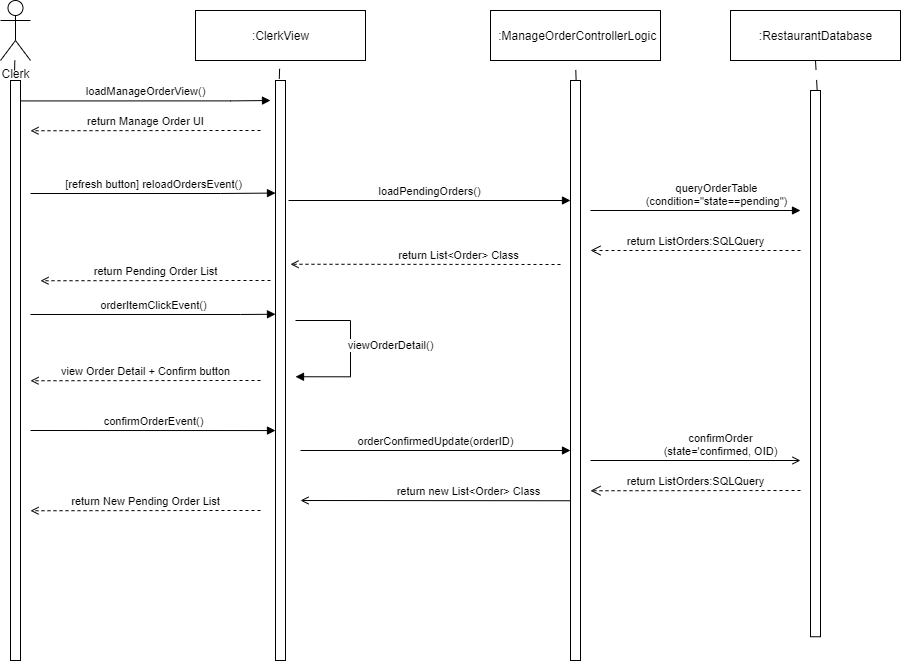 :ClerkView
:ManageOrderControllerLogic
:RestaurantDatabase
Clerk
loadManageOrderView()
return Manage Order UI
[refresh button] reloadOrdersEvent()
loadPendingOrders()
queryOrderTable
(condition="state==pending")
return ListOrders:SQLQuery
return List<Order> Class
return Pending Order List
orderItemClickEvent()
viewOrderDetail()
view Order Detail + Confirm button
confirmOrderEvent()
orderConfirmedUpdate(orderID)
confirmOrder
(state='confirmed, OID)
return ListOrders:SQLQuery
return new List<Order> Class
return New Pending Order List